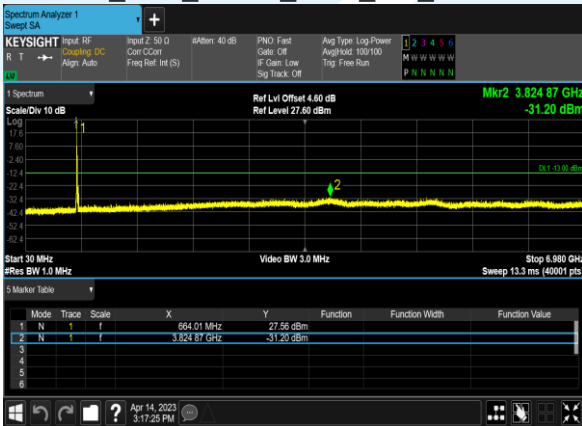 Spectrum Analyzer 1
Swept SA
+
KEYSIGHT Input: RF Input Z: 50 Ω #Atten: 40 dB PNO: Fast Avg Type: Log-Power 1 2 3 4 5 6
R T Coupling: DC Corr CCorr Gate: Off Avg|Hold: 100/100 M W W W W W
Align: Auto Freq Ref: Int (S) IF Gain: Low Trig: Free Run
LU Sig Track: Off P N N N N N
1 Spectrum Ref Lvl Offset 4.60 dB Mkr2 3.824 87 GHz
Scale/Div 10 dB Ref Level 27.60 dBm -31.20 dBm
Log
1
17.6
7.60
-2.40
DL1 -13.00 dBm
-12.4
-22.4
2
-32.4
-42.4
-52.4
-62.4
Start 30 MHz Video BW 3.0 MHz Stop 6.980 GHz
#Res BW 1.0 MHz Sweep 13.3 ms (40001 pts
5 Marker Table
Mode Trace Scale X Y Function Function Width Function Value
1 N 1 f 664.01 MHz 27.56 dBm
2 N 1 f 3.824 87 GHz -31.20 dBm
3
4
5
6
? Apr 14, 2023
3:17:25 PM